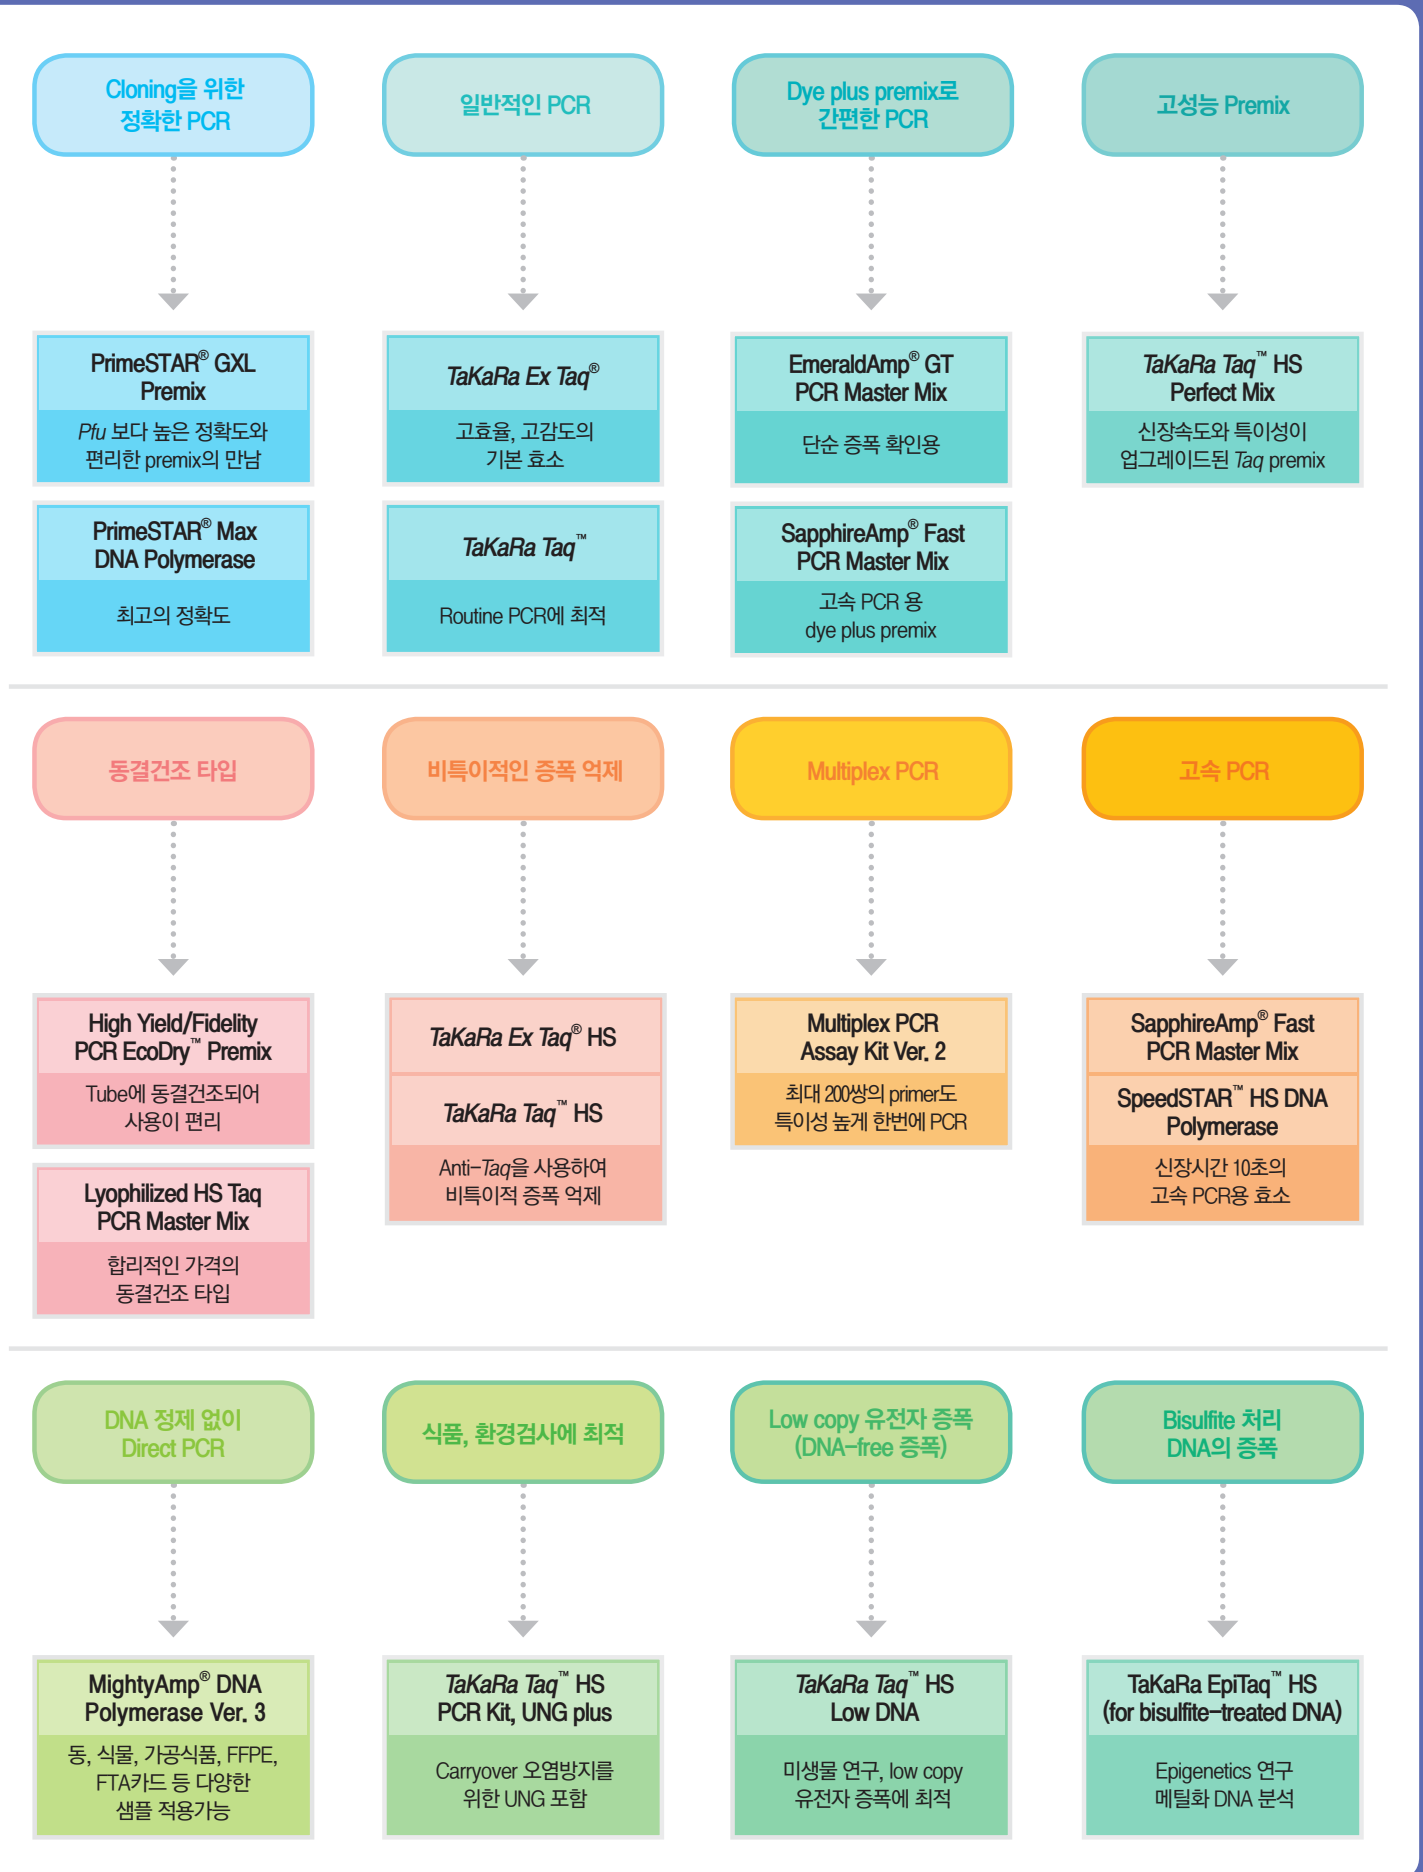 Cloning을 위한
정확한 PCR
일반적인 PCR
Dye plus premix로
간편한 PCR
고성능 Premix
PrimeSTAR® GXL
Premix
Pfu 보다 높은 정확도와
편리한 premix의 만남
PrimeSTAR® Max
DNA Polymerase
최고의 정확도
TaKaRa Ex Taq®
고효율, 고감도의
기본 효소
TaKaRa Taq™
Routine PCR에 최적
EmeraldAmp® GT
PCR Master Mix
단순 증폭 확인용
SapphireAmp® Fast
PCR Master Mix
고속 PCR 용
dye plus premix
TaKaRa Taq™ HS
Perfect Mix
신장속도와 특이성이
업그레이드된 Taq premix
동결건조 타입
비특이적인 증폭 억제
Multiplex PCR
고속 PCR
High Yield/Fidelity
PCR EcoDry™ Premix
Tube에 동결건조되어
사용이 편리
Lyophilized HS Taq
PCR Master Mix
합리적인 가격의
동결건조 타입
TaKaRa Ex Taq® HS
TaKaRa Taq™ HS
Anti-Taq을 사용하여
비특이적 증폭 억제
Multiplex PCR
Assay Kit Ver. 2
최대 200쌍의 primer도
특이성 높게 한번에 PCR
SapphireAmp® Fast
PCR Master Mix
SpeedSTAR™ HS DNA
Polymerase
신장시간 10초의
고속 PCR용 효소
DNA 정제 없이
Direct PCR
식품, 환경검사에 최적
Low copy 유전자 증폭
(DNA-free 증폭)
Bisulfite 처리
DNA의 증폭
MightyAmp® DNA
Polymerase Ver. 3
동, 식물, 가공식품, FFPE,
FTA카드 등 다양한
샘플 적용가능
TaKaRa Taq™ HS
PCR Kit, UNG plus
Carryover 오염방지를
위한 UNG 포함
TaKaRa Taq™ HS
Low DNA
미생물 연구, low copy
유전자 증폭에 최적
TaKaRa EpiTaq™ HS
(for bisulfite-treated DNA)
Epigenetics 연구
메틸화 DNA 분석